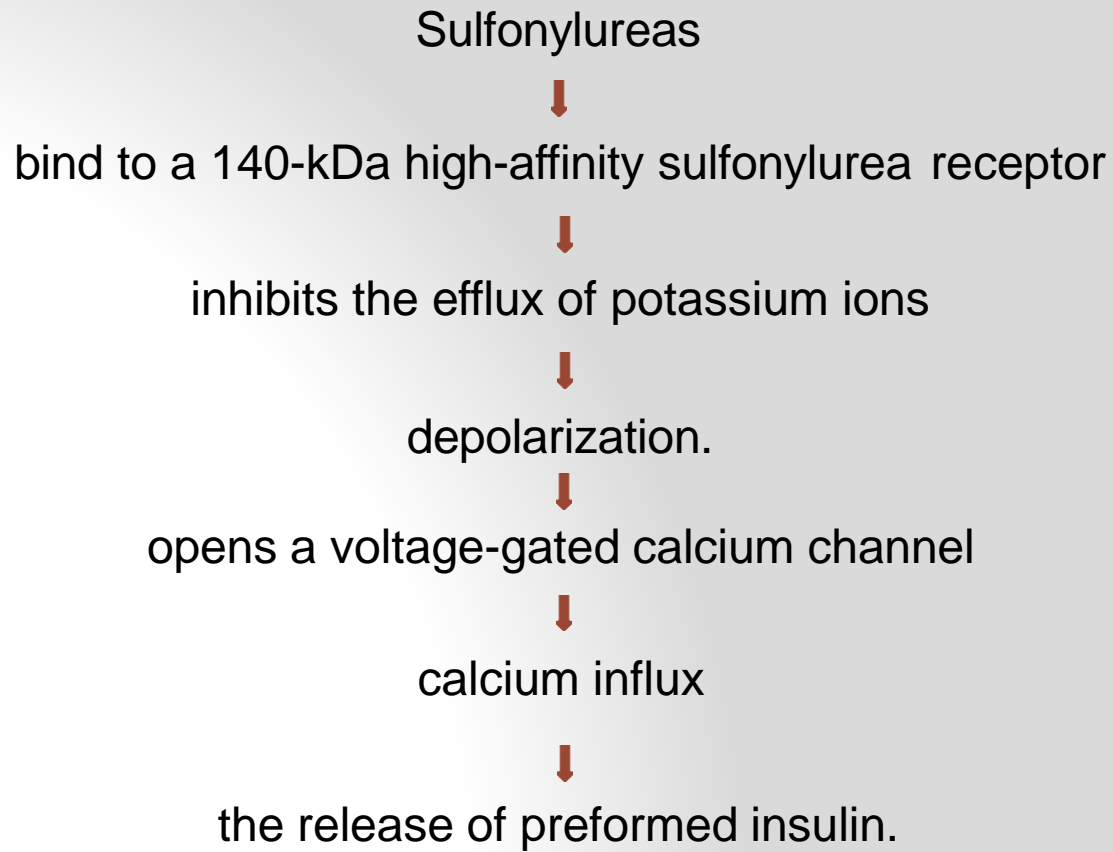 Sulfonylureas
bind to a 140-kDa high-affinity sulfonylurea receptor
inhibits the efflux of potassium ions
depolarization.
opens a voltage-gated calcium channel
calcium influx
the release of preformed insulin.